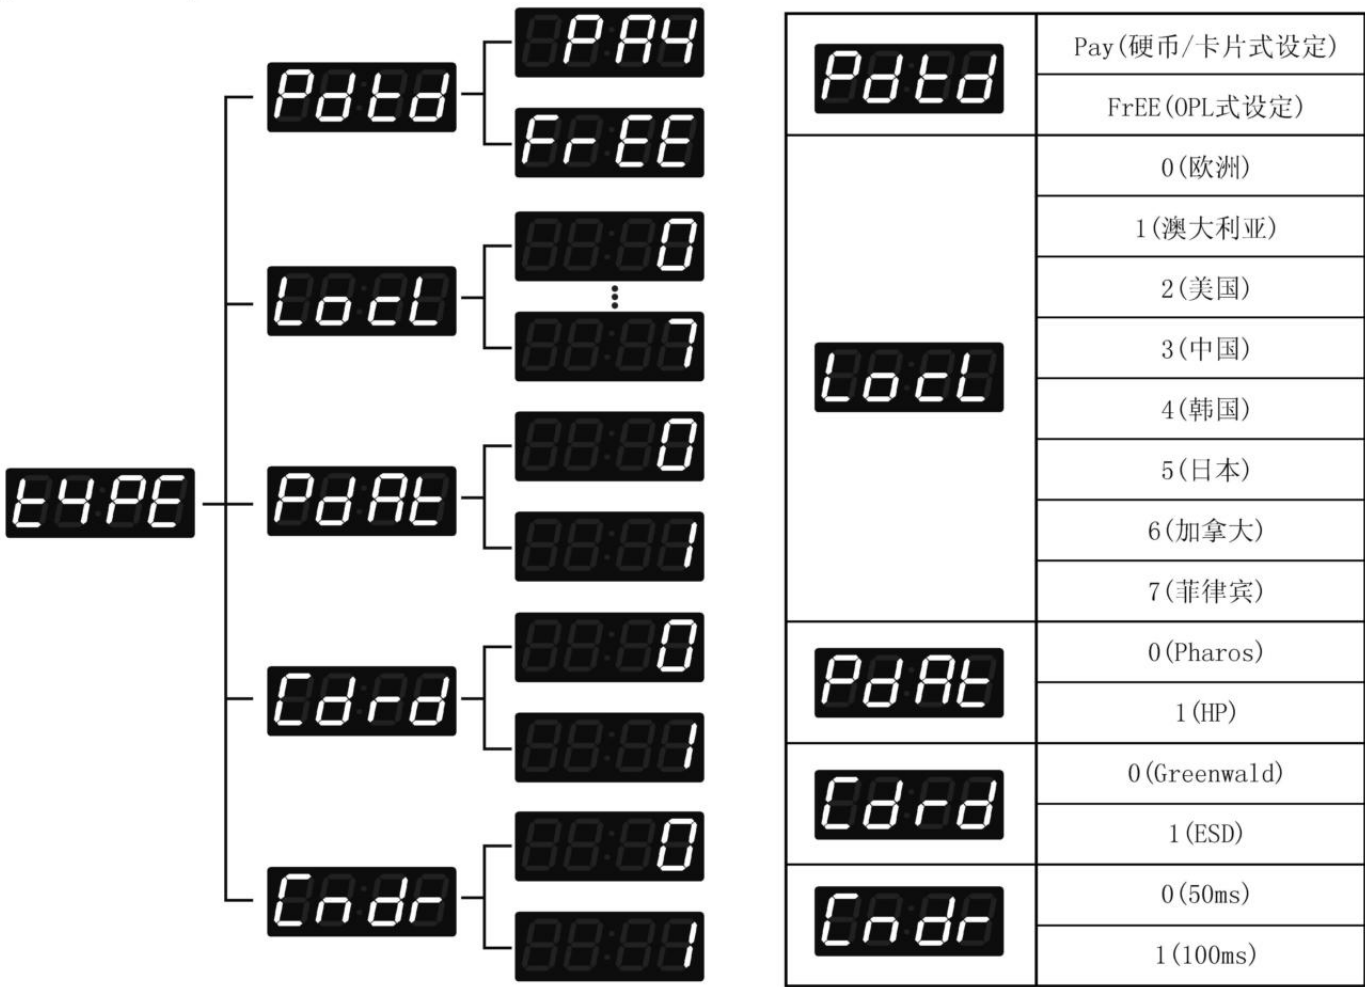 tYPE
Pdtd
PAY
FrEE
LocL
0
7
PdAt
0
1
Cdrd
0
1
Cndr
0
1
Pdtd
Pay(硬币/卡片式设定)
FrEE(OPL式设定)
LocL
0(欧洲)
1(澳大利亚)
2(美国)
3(中国)
4(韩国)
5(日本)
6(加拿大)
7(菲律宾)
PdAt
0(Pharos)
1(HP)
Cdrd
0(Greenwald)
1(ESD)
Cndr
0(50ms)
1(100ms)